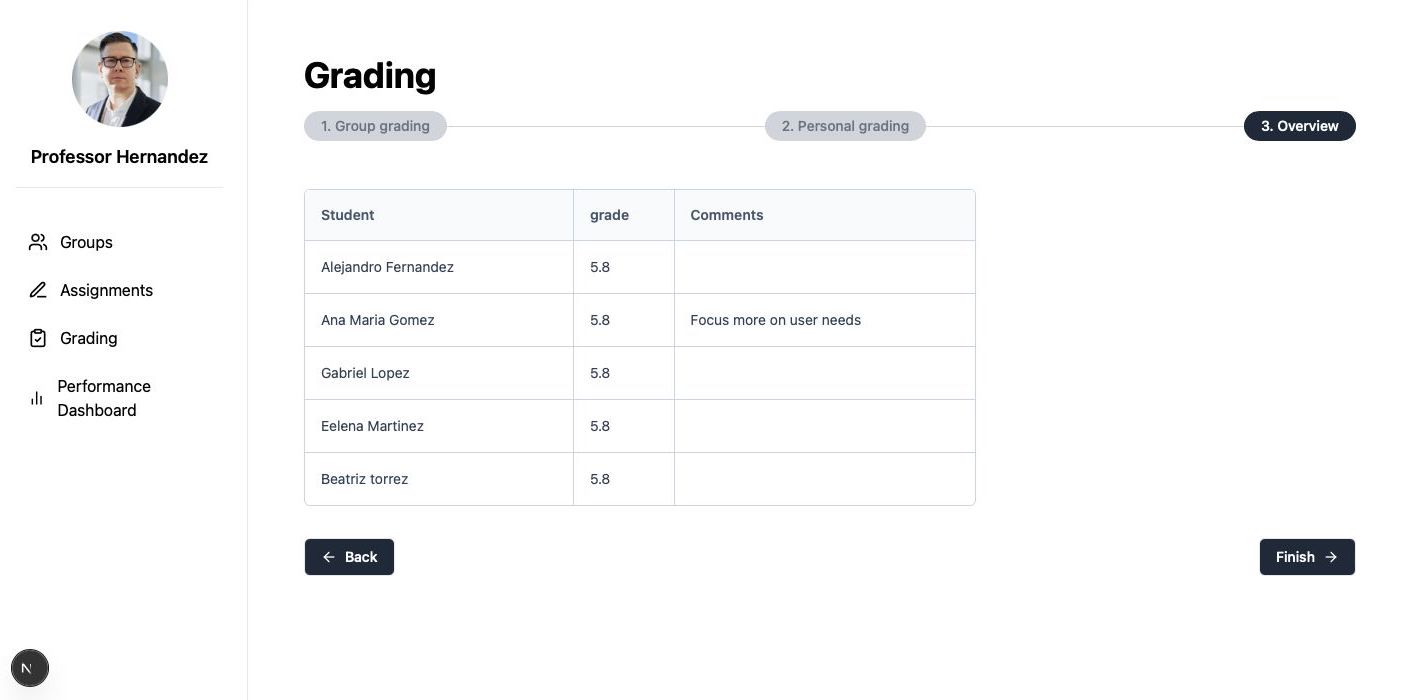 Professor Hernandez
Groups
Assignments
Grading
Performance
Dashboard
N
Grading
1. Group grading
2. Personal grading
3. Overview
Student grade Comments
Alejandro Fernandez 5.8
Ana Maria Gomez 5.8 Focus more on user needs
Gabriel Lopez 5.8
Eelena Martinez 5.8
Beatriz torrez 5.8
Back
Finish